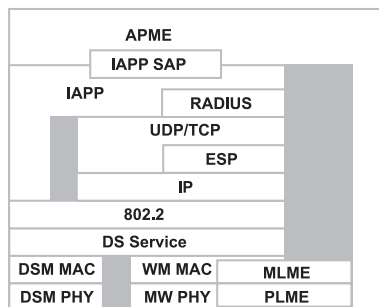 APME
IAPP SAP
IAPP
RADIUS
UDP/TCP
ESP
IP
802.2
DS Service
DSM MAC WM MAC MLME
DSM PHY MW PHY PLME